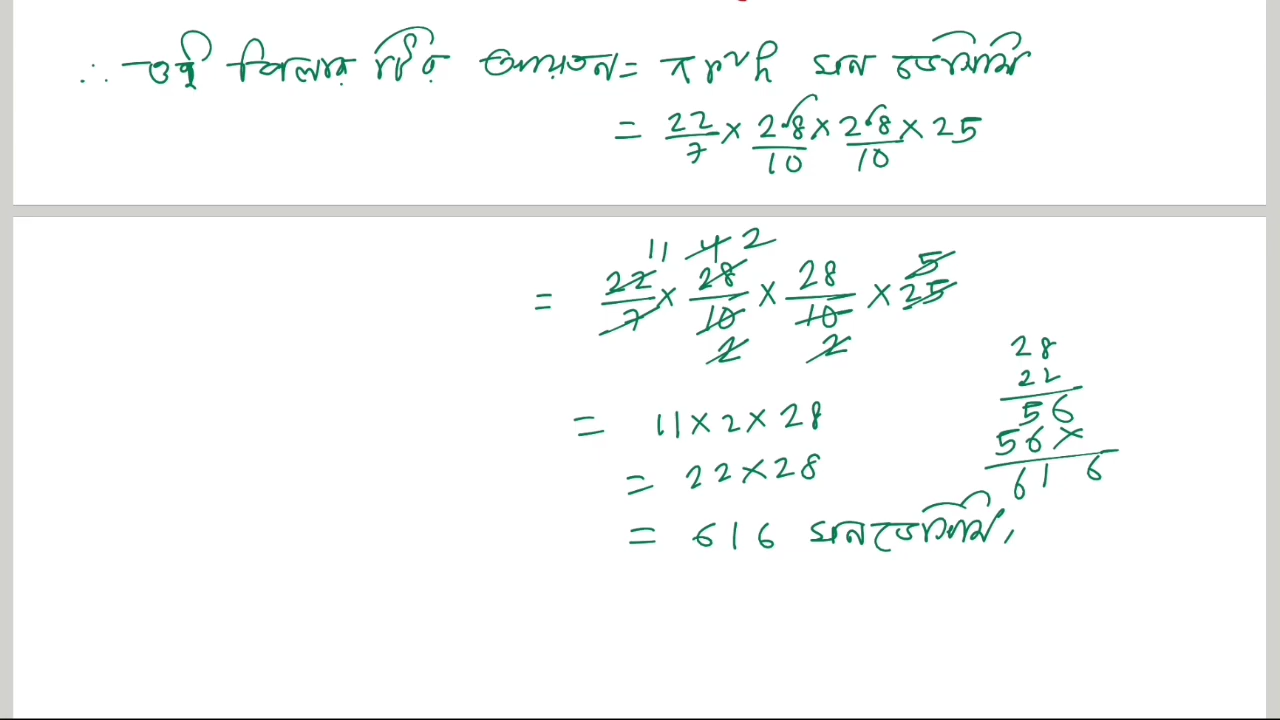 ∴ ওই পিলার টির আয়তন = πr²h ঘন ডেসিমি
= 22/7 × 2.8/10 × 2.8/10 × 25
11 4 2
= 22/7 × 28/10 × 28/10 × 25 5
2 2
= 11 × 2 × 28
= 22 × 28
= 616 ঘন ডেসিমি,
28
22
56
56×
616